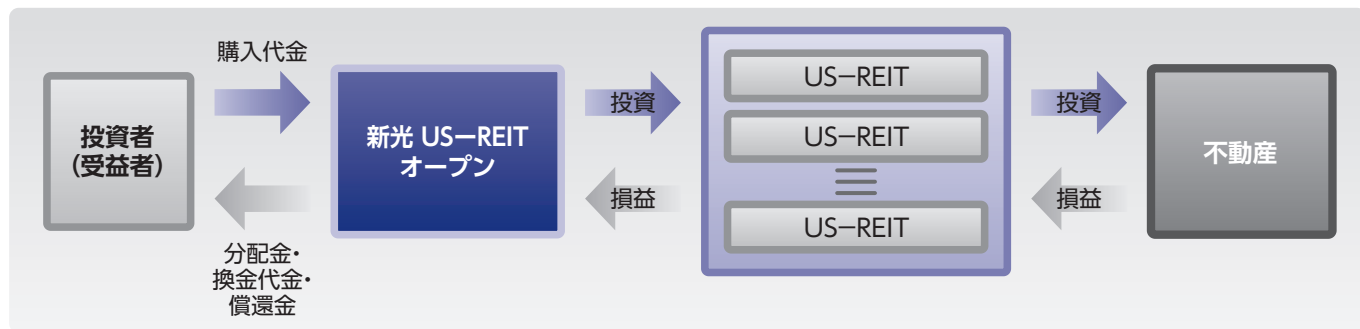 購入代金
投資者
(受益者)
分配金・
換金代金・
償還金
新光 US-REIT
オープン
投資
損益
US-REIT
US-REIT
US-REIT
投資
損益
不動産